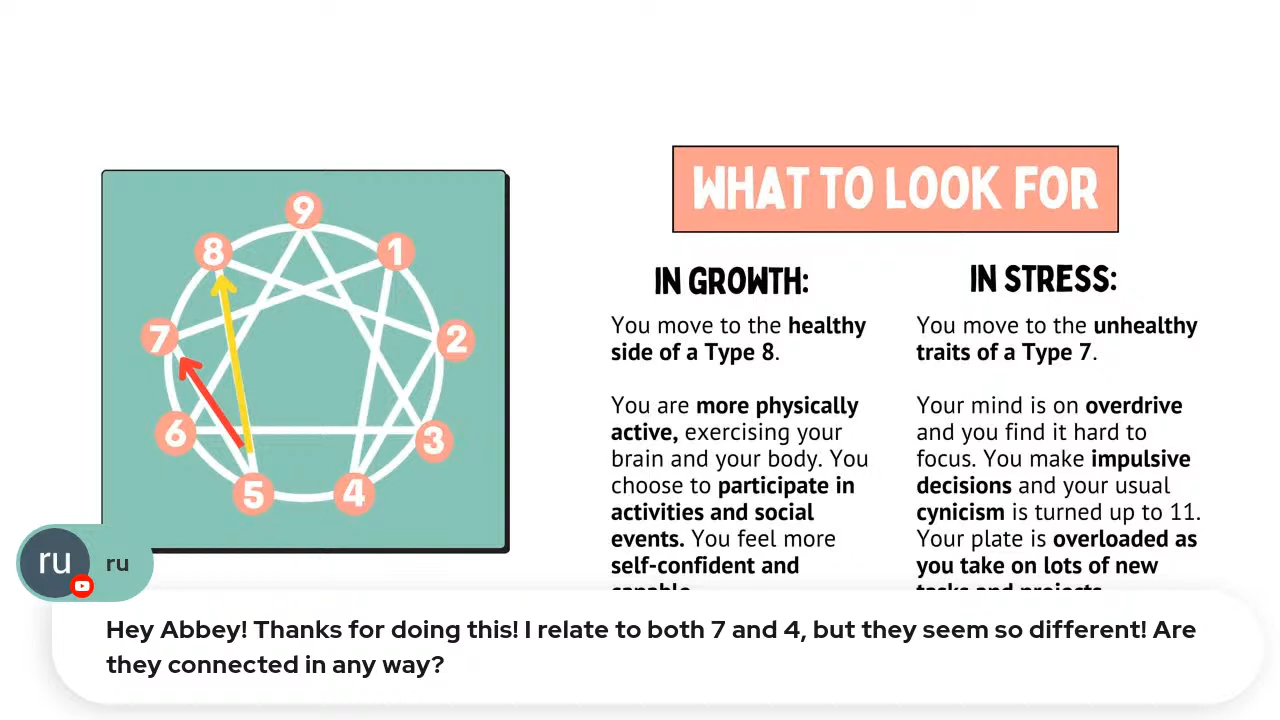 WHAT TO LOOK FOR
9
8
1
7
2
6
3
5
4
IN GROWTH:
You move to the healthy
side of a Type 8.
You are more physically
active, exercising your
brain and your body. You
choose to participate in
activities and social
events. You feel more
self-confident and
capable.
IN STRESS:
You move to the unhealthy
traits of a Type 7.
Your mind is on overdrive
and you find it hard to
focus. You make impulsive
decisions and your usual
cynicism is turned up to 11.
Your plate is overloaded as
you take on lots of new
tasks and projects.
ru
ru
Hey Abbey! Thanks for doing this! I relate to both 7 and 4, but they seem so different! Are
they connected in any way?